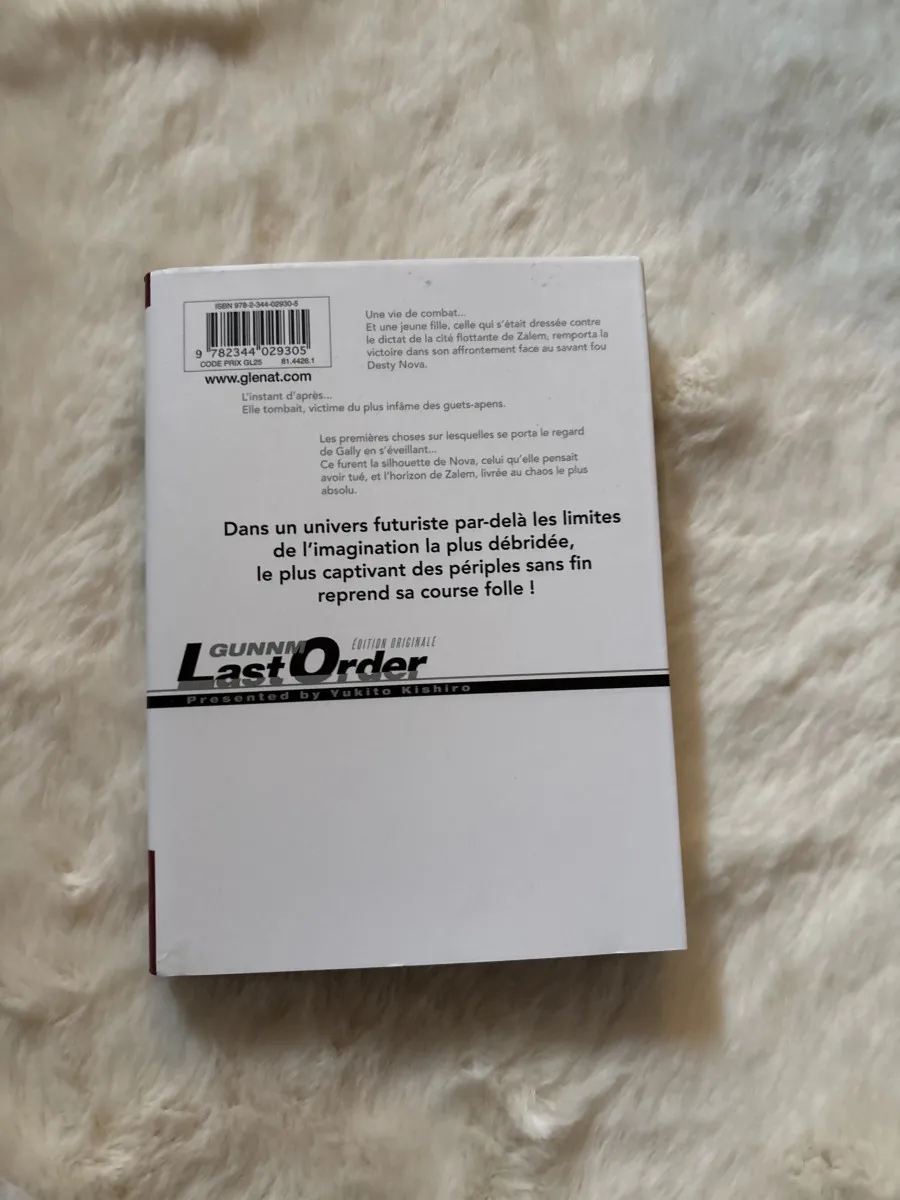 ISBN 978-2-344-02930-5
9 782344 029305
CODE PRIX GL25 81.4426.1
www.glenat.com
Une vie de combat...
Et une jeune fille, celle qui s'était dressée contre
le dictat de la cité flottante de Zalem, remporta la
victoire dans son affrontement face au savant fou
Desty Nova.
L'instant d'après...
Elle tombait, victime du plus infâme des guets-apens.
Les premières choses sur lesquelles se porta le regard
de Gally en s'éveillant...
Ce furent la silhouette de Nova, celui qu'elle pensait
avoir tué, et l'horizon de Zalem, livrée au chaos le plus
absolu.
Dans un univers futuriste par-delà les limites
de l'imagination la plus débridée,
le plus captivant des périples sans fin
reprend sa course folle !
GUNNM ÉDITION ORIGINALE
Last Order
Presented by Yukito Kishiro